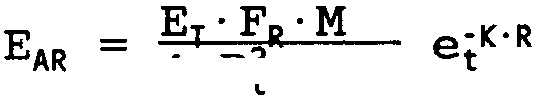 E_AR = E_T · F_R · M e_t^-K·R